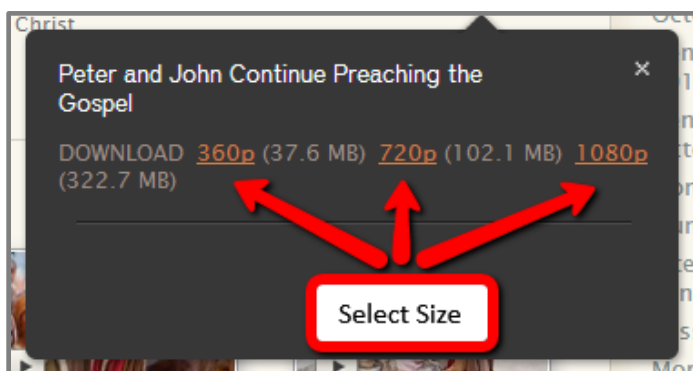 Christ
Peter and John Continue Preaching the
Gospel
DOWNLOAD 360p (37.6 MB) 720p (102.1 MB) 1080p
(322.7 MB)
Select Size